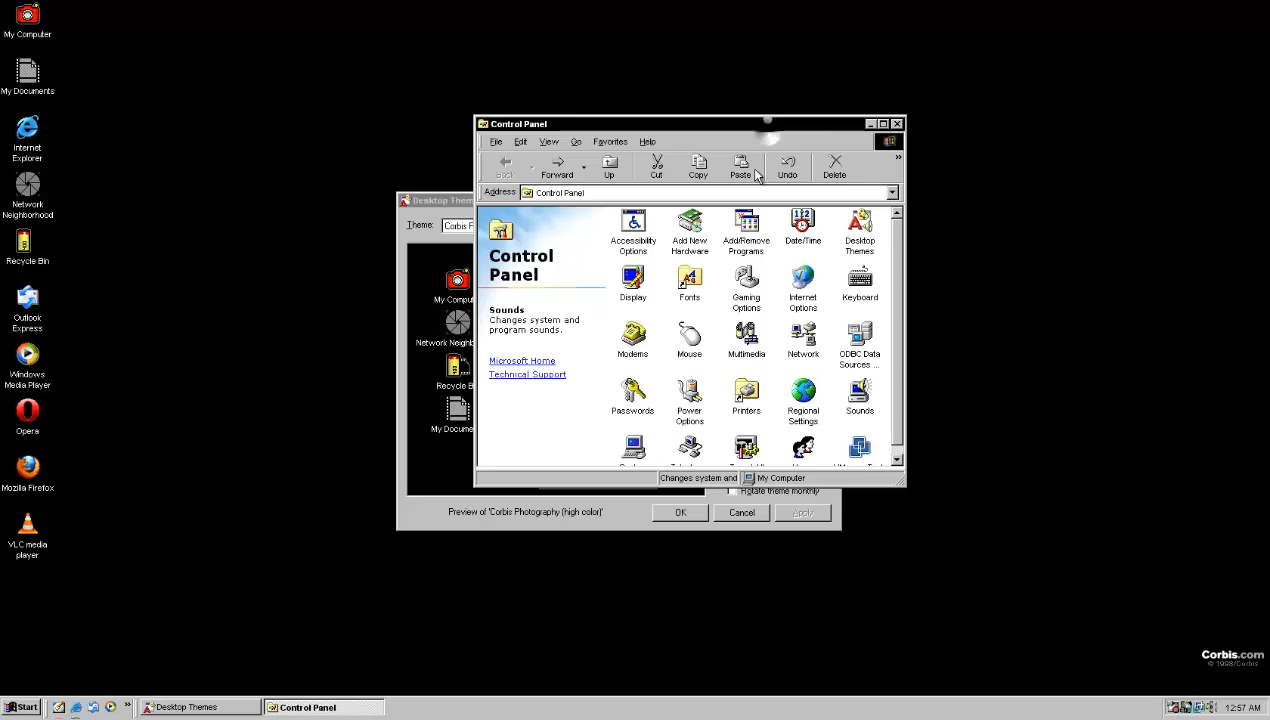 My Computer
My Documents
Internet
Explorer
Network
Neighborhood
Recycle Bin
Outlook
Express
Windows
Media Player
Opera
Mozilla Firefox
VLC media
player
Desktop Them
Theme:
Corbis F
My Comput
Network Neighb
Recycle B
My Docume
Control Panel
File Edit View Go Favorites Help
Back Forward Up Cut Copy Paste Undo Delete
Address Control Panel
Control
Panel
Sounds
Changes system and
program sounds.
Microsoft Home
Technical Support
Accessibility
Options
Add New
Hardware
Add/Remove
Programs
Date/Time
Desktop
Themes
Display
Fonts
Gaming
Options
Internet
Options
Keyboard
Modems
Mouse
Multimedia
Network
ODBC Data
Sources ...
Passwords
Power
Options
Printers
Regional
Settings
Sounds
Changes system and
My Computer
Rotate theme monthly
Preview of 'Corbis Photography (high color)'
OK Cancel Apply
Corbis.com
© 1998/Corbis
Start
Desktop Themes
Control Panel
12:57 AM